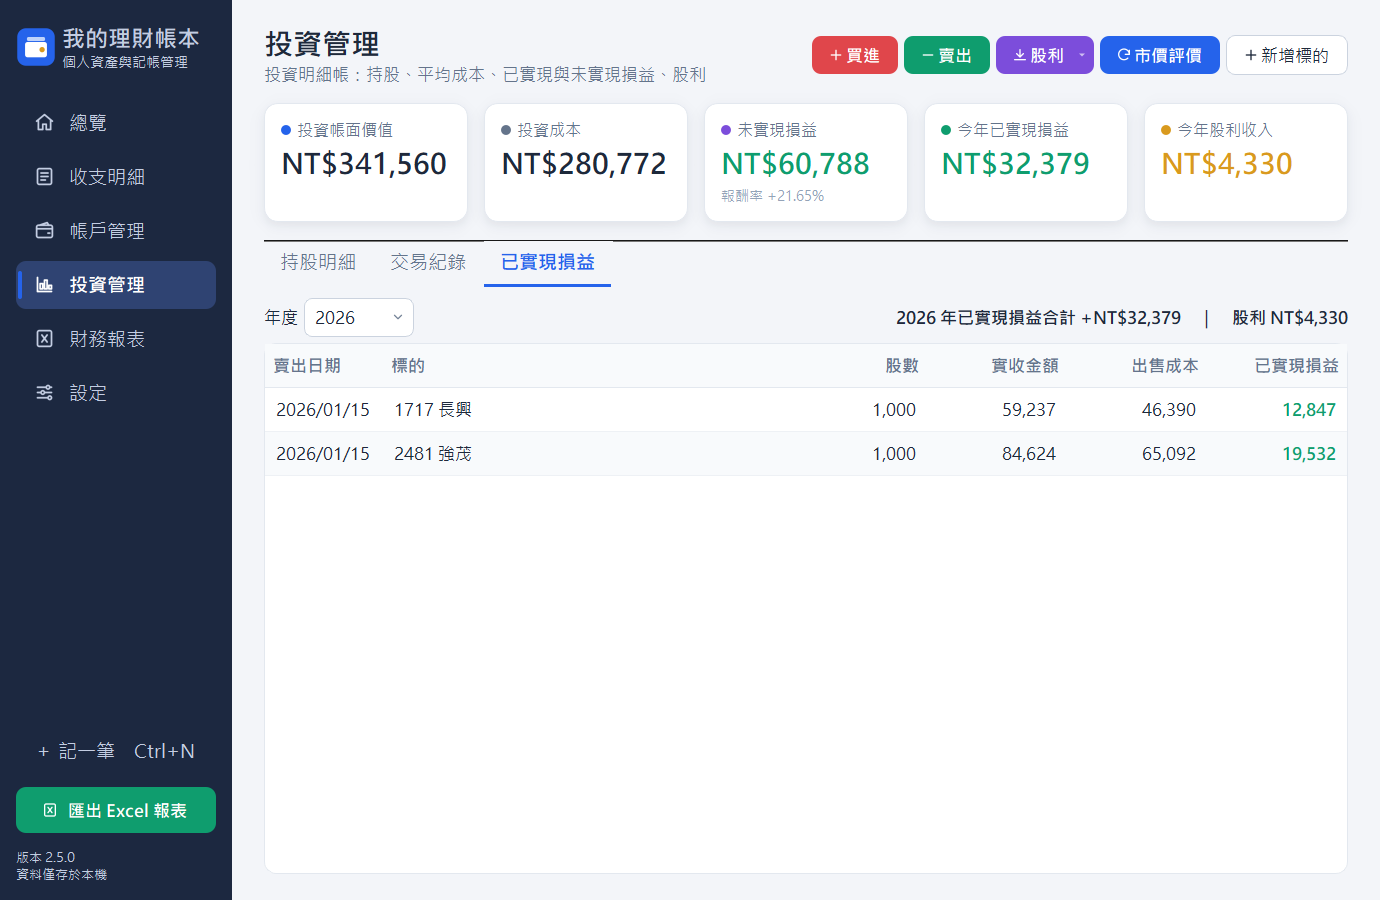 我的理財帳本
個人資產與記帳管理
總覽
收支明細
帳戶管理
投資管理
財務報表
設定
+ 記一筆 Ctrl+N
匯出 Excel 報表
版本 2.5.0
資料僅存於本機
投資管理
投資明細帳：持股、平均成本、已實現與未實現損益、股利
+ 買進
− 賣出
股利
市價評價
+ 新增標的
投資帳面價值
NT$341,560
投資成本
NT$280,772
未實現損益
NT$60,788
報酬率 +21.65%
今年已實現損益
NT$32,379
今年股利收入
NT$4,330
持股明細 交易紀錄 已實現損益
年度 2026
2026 年已實現損益合計 +NT$32,379 | 股利 NT$4,330
賣出日期 標的 股數 實收金額 出售成本 已實現損益
2026/01/15 1717 長興 1,000 59,237 46,390 12,847
2026/01/15 2481 強茂 1,000 84,624 65,092 19,532